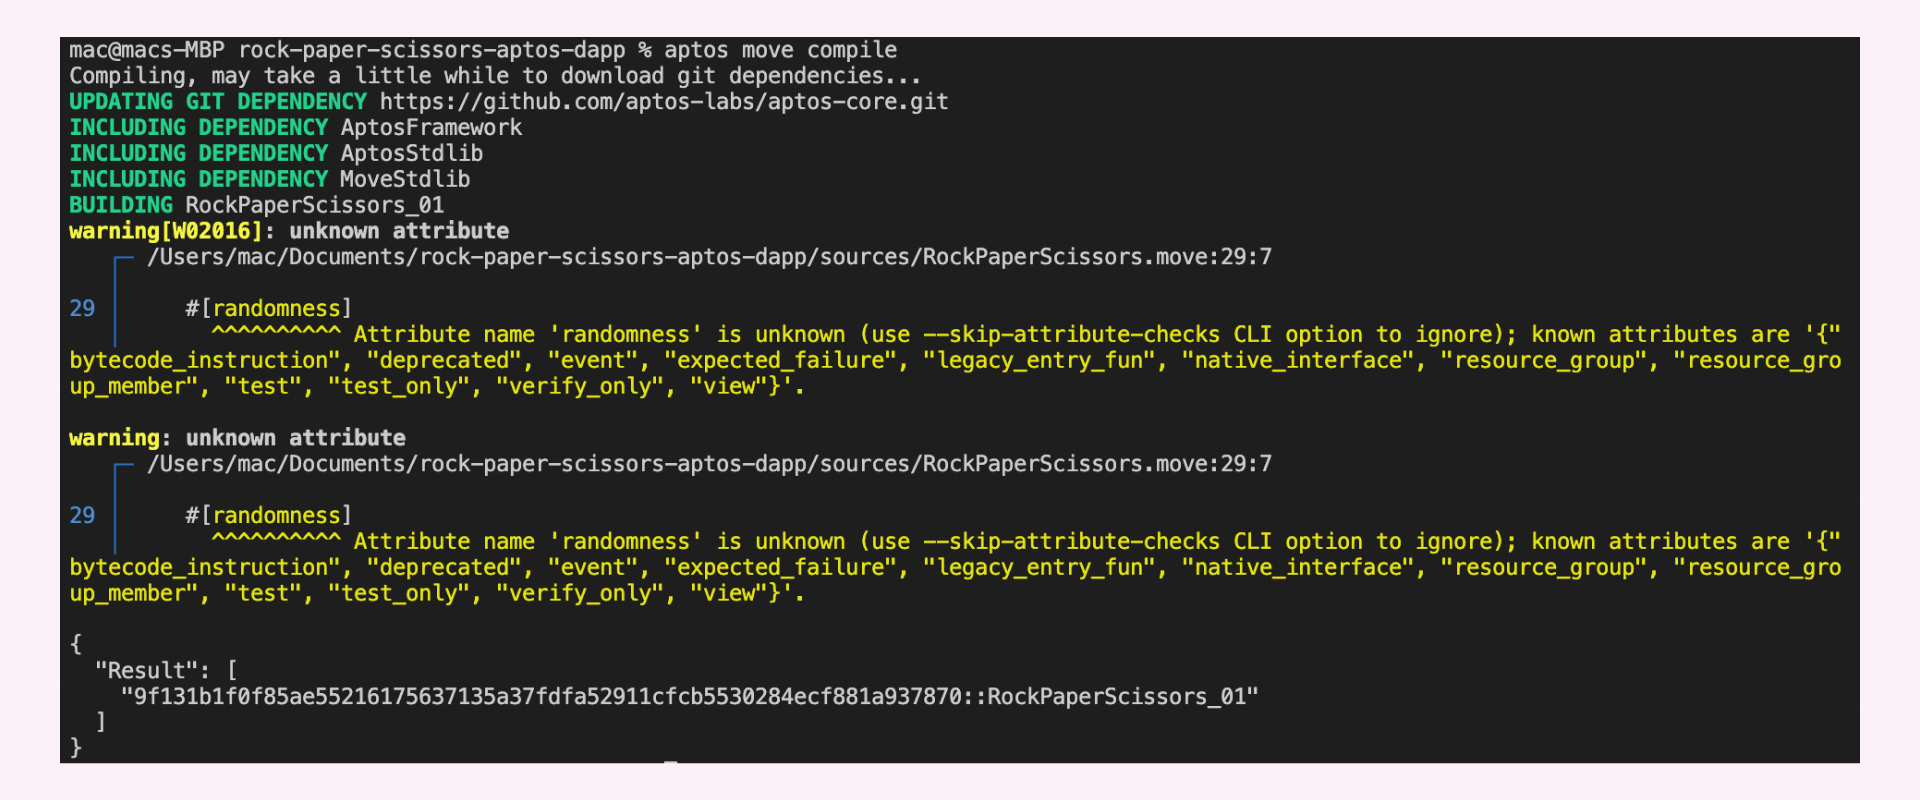 mac@macs-MBP rock-paper-scissors-aptos-dapp % aptos move compile
Compiling, may take a little while to download git dependencies...
UPDATING GIT DEPENDENCY https://github.com/aptos-labs/aptos-core.git
INCLUDING DEPENDENCY AptosFramework
INCLUDING DEPENDENCY AptosStdlib
INCLUDING DEPENDENCY MoveStdlib
BUILDING RockPaperScissors_01
warning[W02016]: unknown attribute
/Users/mac/Documents/rock-paper-scissors-aptos-dapp/sources/RockPaperScissors.move:29:7
29 #[randomness]
^^^^^^^^^^ Attribute name 'randomness' is unknown (use --skip-attribute-checks CLI option to ignore); known attributes are '{"
bytecode_instruction", "deprecated", "event", "expected_failure", "legacy_entry_fun", "native_interface", "resource_group", "resource_gro
up_member", "test", "test_only", "verify_only", "view"}'.
warning: unknown attribute
/Users/mac/Documents/rock-paper-scissors-aptos-dapp/sources/RockPaperScissors.move:29:7
29 #[randomness]
^^^^^^^^^^ Attribute name 'randomness' is unknown (use --skip-attribute-checks CLI option to ignore); known attributes are '{"
bytecode_instruction", "deprecated", "event", "expected_failure", "legacy_entry_fun", "native_interface", "resource_group", "resource_gro
up_member", "test", "test_only", "verify_only", "view"}'.
{
"Result": [
"9f131b1f0f85ae55216175637135a37fdfa52911cfcb5530284ecf881a937870::RockPaperScissors_01"
]
}